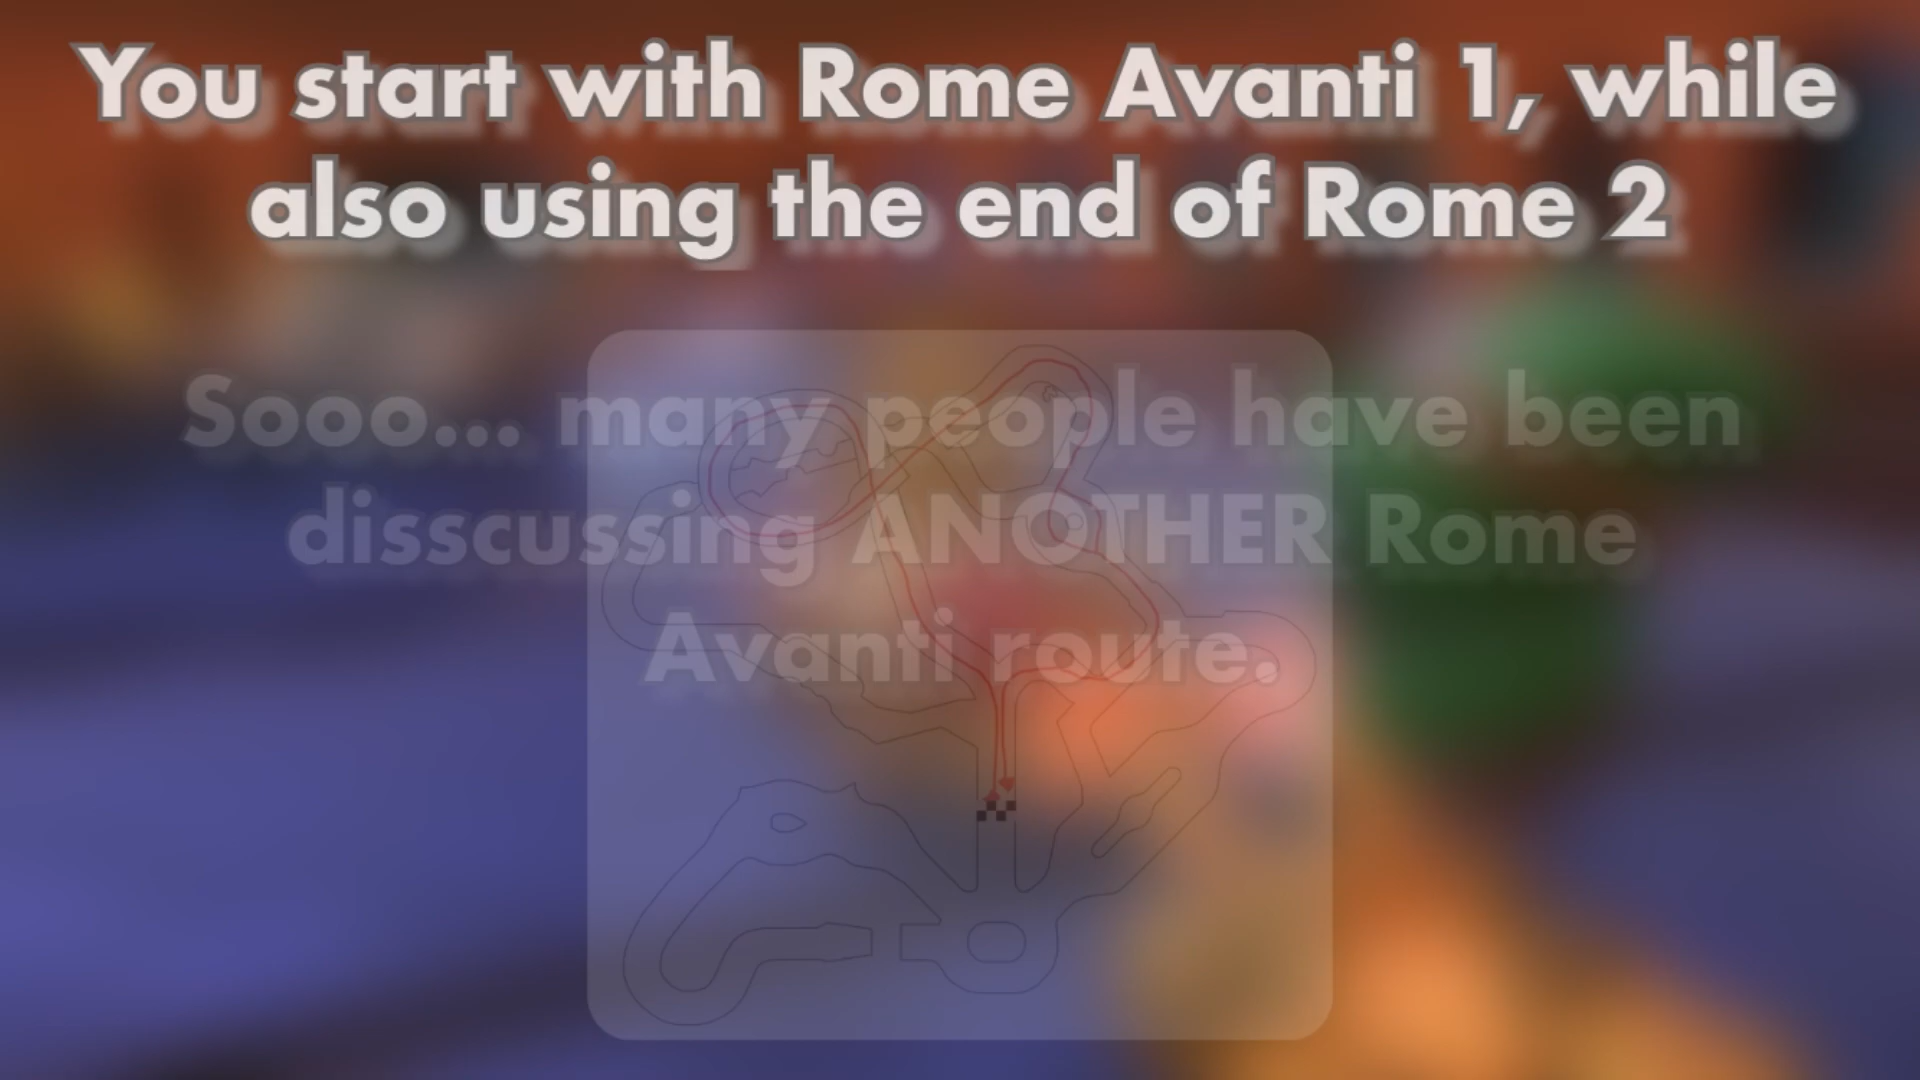 You start with Rome Avanti 1, while
also using the end of Rome 2
Sooo... many people have been
disscussing ANOTHER Rome
Avanti route.